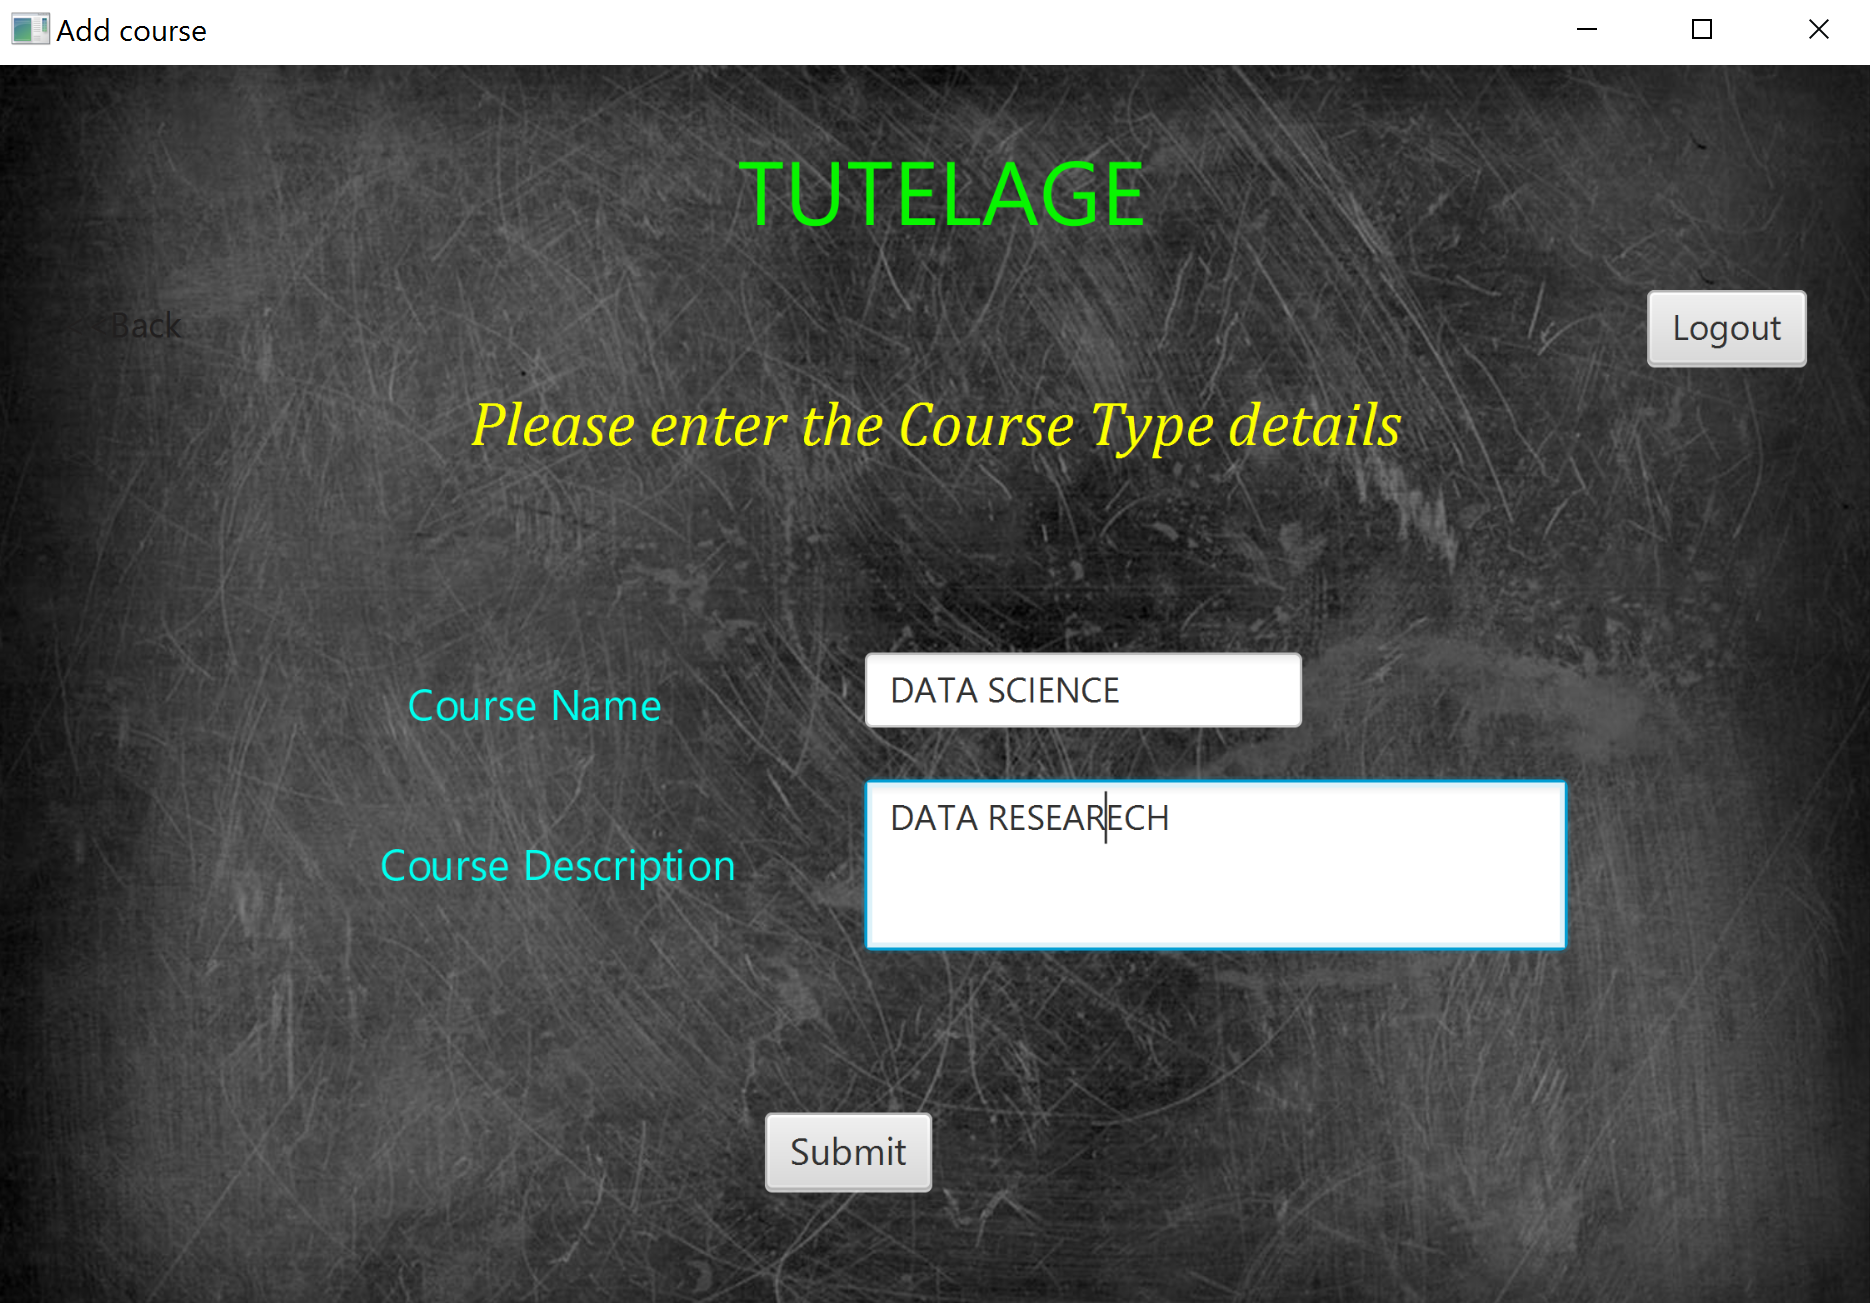 Add course
TUTELAGE
Back
Logout
Please enter the Course Type details
Course Name
DATA SCIENCE
Course Description
DATA RESEARECH
Submit